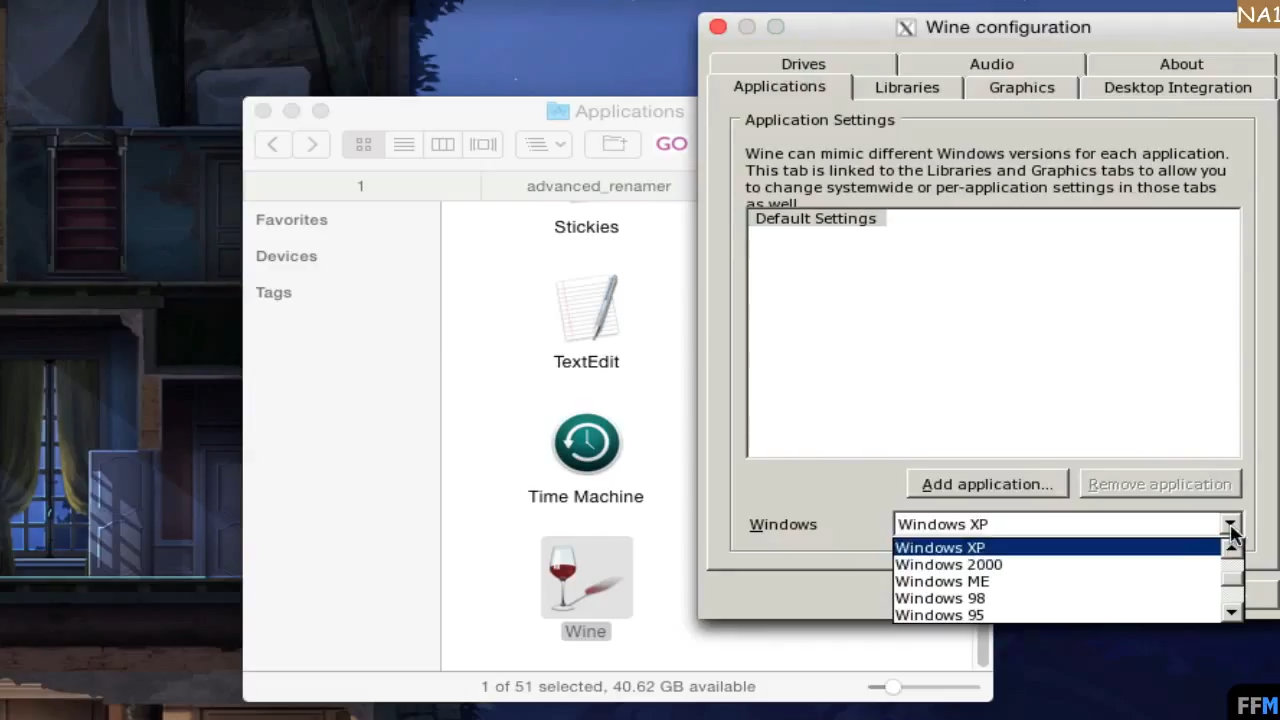 NA1
Wine configuration
Drives
Audio
About
Applications
Libraries
Graphics
Desktop Integration
Application Settings
Wine can mimic different Windows versions for each application.
This tab is linked to the Libraries and Graphics tabs to allow you
to change systemwide or per-application settings in those tabs
as well.
Default Settings
Add application...
Remove application
Windows
Windows XP
Windows XP
Windows 2000
Windows ME
Windows 98
Windows 95
Applications
GO
1
advanced_renamer
Favorites
Devices
Tags
Stickies
TextEdit
Time Machine
Wine
1 of 51 selected, 40.62 GB available
FFM